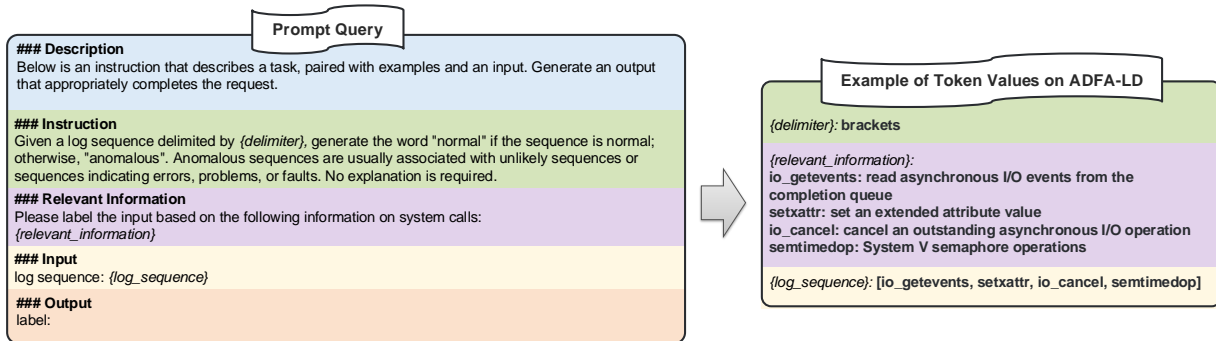 Prompt Query
### Description
Below is an instruction that describes a task, paired with examples and an input. Generate an output
that appropriately completes the request.
### Instruction
Given a log sequence delimited by {delimiter}, generate the word "normal" if the sequence is normal;
otherwise, "anomalous". Anomalous sequences are usually associated with unlikely sequences or
sequences indicating errors, problems, or faults. No explanation is required.
### Relevant Information
Please label the input based on the following information on system calls:
{relevant_information}
### Input
log sequence: {log_sequence}
### Output
label:
Example of Token Values on ADFA-LD
{delimiter}: brackets
{relevant_information}:
io_getevents: read asynchronous I/O events from the
completion queue
setxattr: set an extended attribute value
io_cancel: cancel an outstanding asynchronous I/O operation
semtimedop: System V semaphore operations
{log_sequence}: [io_getevents, setxattr, io_cancel, semtimedop]